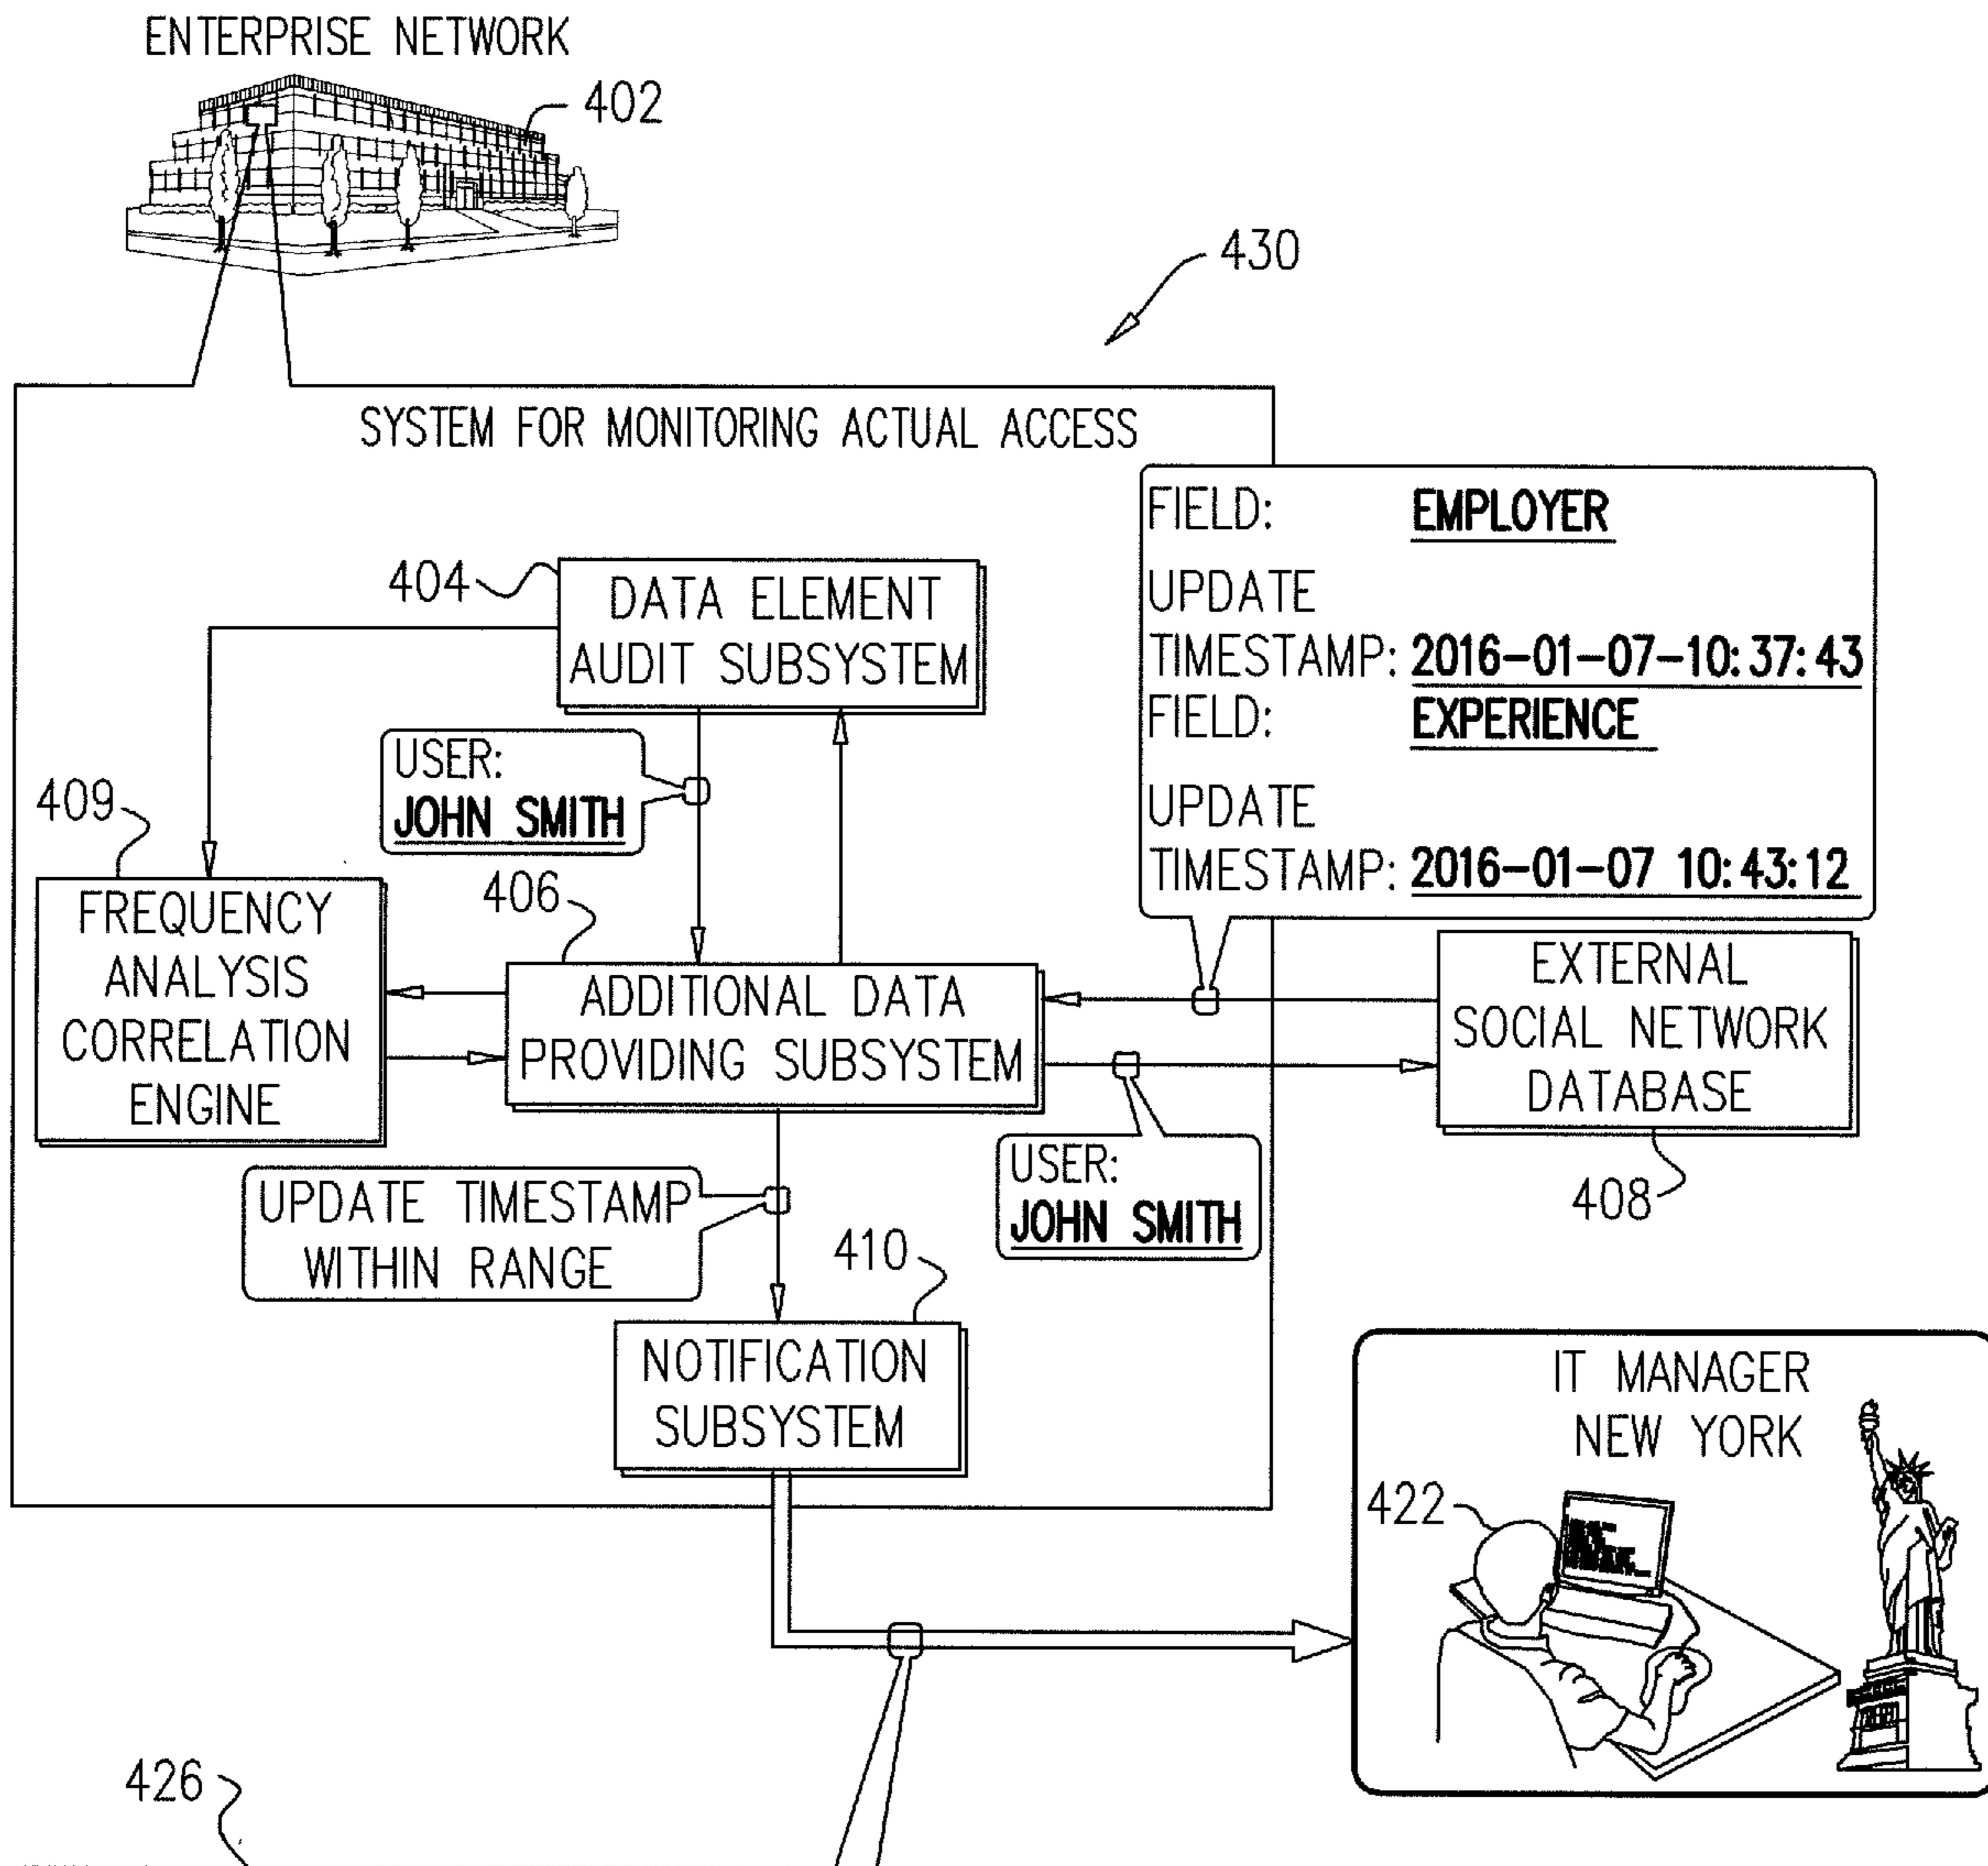 ENTERPRISE NETWORK
402
430
SYSTEM FOR MONITORING ACTUAL ACCESS
FIELD: EMPLOYER
UPDATE
TIMESTAMP: 2016-01-07-10:37:43
FIELD: EXPERIENCE
UPDATE
TIMESTAMP: 2016-01-07 10:43:12
404
DATA ELEMENT
AUDIT SUBSYSTEM
USER:
JOHN SMITH
409
FREQUENCY
ANALYSIS
CORRELATION
ENGINE
406
ADDITIONAL DATA
PROVIDING SUBSYSTEM
EXTERNAL
SOCIAL NETWORK
DATABASE
408
USER:
JOHN SMITH
UPDATE TIMESTAMP
WITHIN RANGE
410
NOTIFICATION
SUBSYSTEM
IT MANAGER
NEW YORK
422
426